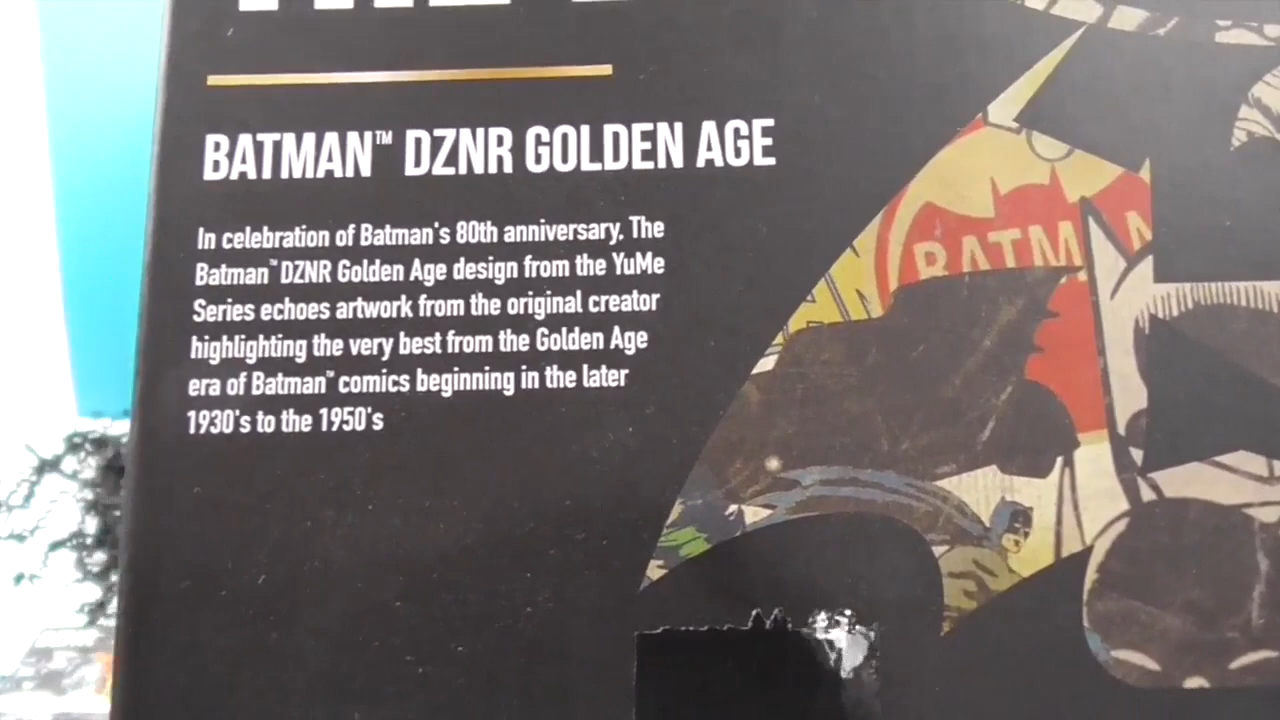 BATMAN™ DZNR GOLDEN AGE
In celebration of Batman's 80th anniversary, The
Batman™ DZNR Golden Age design from the YuMe
Series echoes artwork from the original creator
highlighting the very best from the Golden Age
era of Batman™ comics beginning in the later
1930's to the 1950's
BATMAN